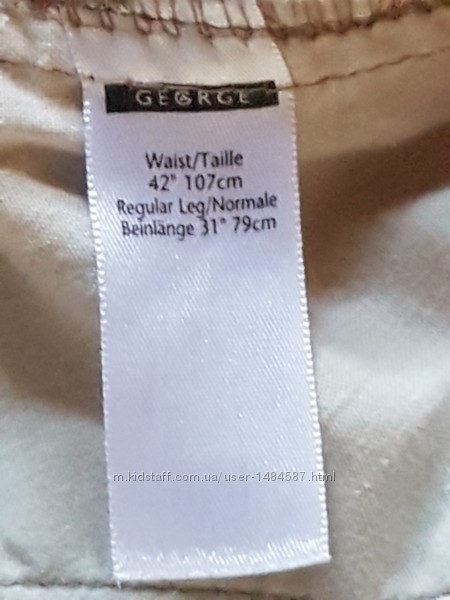 GEORGE
Waist/Taille
42" 107cm
Regular Leg/Normale
Beinlänge 31" 79cm
m.kidstaff.com.ua/user-1484587.html